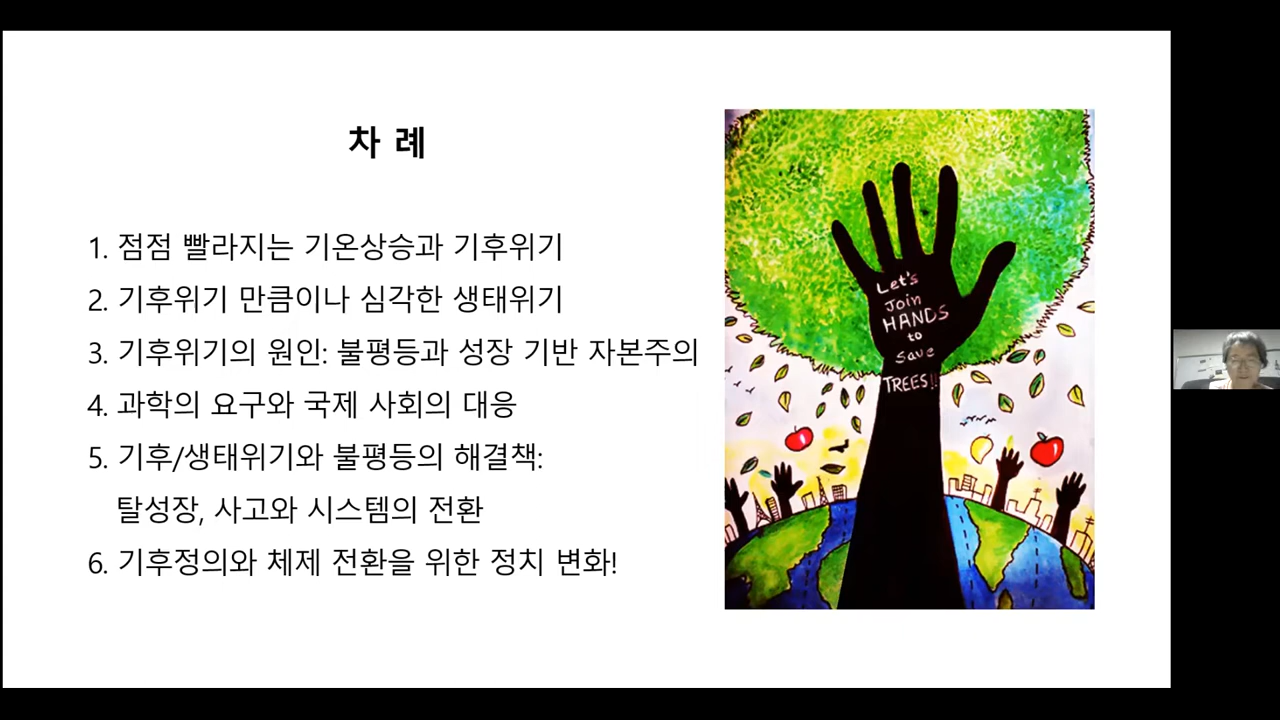 차 례
1. 점점 빨라지는 기온상승과 기후위기
2. 기후위기 만큼이나 심각한 생태위기
3. 기후위기의 원인: 불평등과 성장 기반 자본주의
4. 과학의 요구와 국제 사회의 대응
5. 기후/생태위기와 불평등의 해결책:
탈성장, 사고와 시스템의 전환
6. 기후정의와 체제 전환을 위한 정치 변화!
Let's
Join
HANDS
to
Save
TREES!!